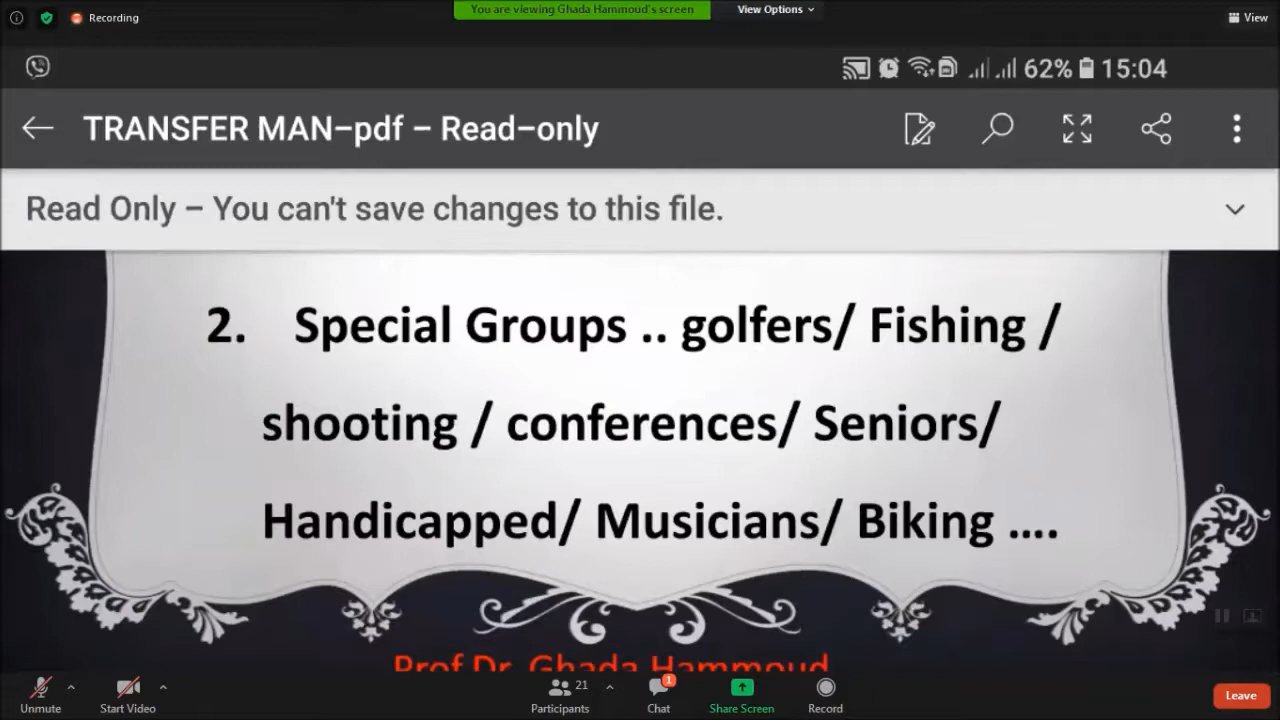 Recording
You are viewing Ghada Hammoud's screen
View Options
View
62% 15:04
TRANSFER MAN-pdf - Read-only
Read Only - You can't save changes to this file.
2. Special Groups .. golfers/ Fishing /
shooting / conferences/ Seniors/
Handicapped/ Musicians/ Biking ....
Prof.Dr. Ghada Hammoud
Unmute
Start Video
21
Participants
1
Chat
Share Screen
Record
Leave